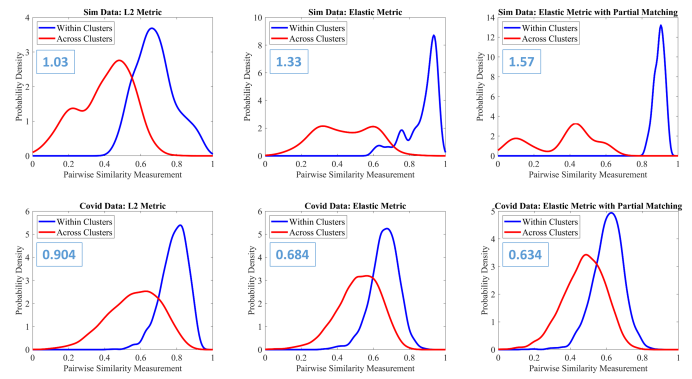 Sim Data: L2 Metric
Within Clusters
Across Clusters
1.03
Probability Density
4
3
2
1
0
0 0.2 0.4 0.6 0.8 1
Pairwise Similarity Measurement
Sim Data: Elastic Metric
Within Clusters
Across Clusters
1.33
Probability Density
10
8
6
4
2
0
0 0.2 0.4 0.6 0.8 1
Pairwise Similarity Measurement
Sim Data: Elastic Metric with Partial Matching
Within Clusters
Across Clusters
1.57
Probability Density
14
12
10
8
6
4
2
0
0 0.2 0.4 0.6 0.8 1
Pairwise Similarity Measurement
Covid Data: L2 Metric
Within Clusters
Across Clusters
0.904
Probability Density
6
5
4
3
2
1
0
0 0.2 0.4 0.6 0.8 1
Pairwise Similarity Measurement
Covid Data: Elastic Metric
Within Clusters
Across Clusters
0.684
Probability Density
6
5
4
3
2
1
0
0 0.2 0.4 0.6 0.8 1
Pairwise Similarity Measurement
Covid Data: Elastic Metric with Partial Matching
Within Clusters
Across Clusters
0.634
Probability Density
5
4
3
2
1
0
0 0.2 0.4 0.6 0.8 1
Pairwise Similarity Measurement